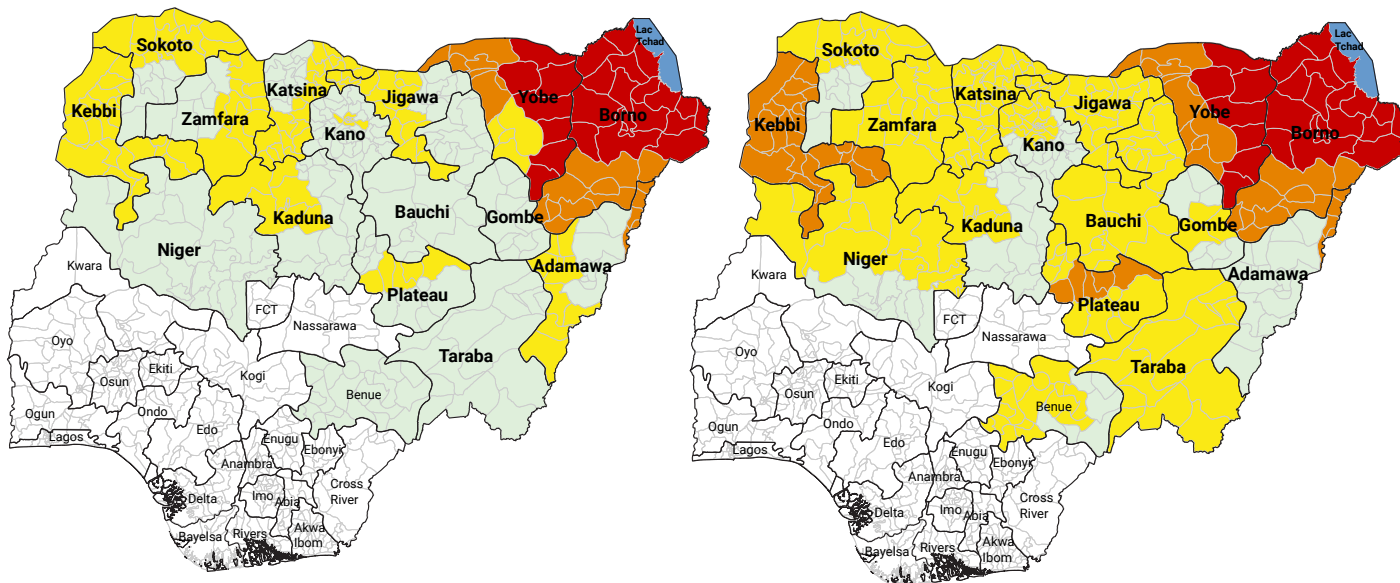 Lac
Tchad
Sokoto
Katsina
Kebbi
Zamfara
Jigawa
Yobe
Borno
Kano
Kaduna
Bauchi
Gombe
Niger
Adamawa
Kwara
Plateau
FCT
Nassarawa
Oyo
Taraba
Ekiti
Osun
Kogi
Benue
Ogun
Ondo
Lagos
Edo
Enugu
Ebonyi
Anambra
Cross
River
Delta
Imo
Abia
Bayelsa
Rivers
Akwa
Ibom
Lac
Tchad
Sokoto
Katsina
Kebbi
Zamfara
Jigawa
Yobe
Borno
Kano
Kaduna
Bauchi
Gombe
Niger
Adamawa
Kwara
Plateau
FCT
Nassarawa
Oyo
Taraba
Ekiti
Osun
Kogi
Benue
Ogun
Ondo
Lagos
Edo
Enugu
Ebonyi
Anambra
Cross
River
Delta
Imo
Abia
Bayelsa
Rivers
Akwa
Ibom